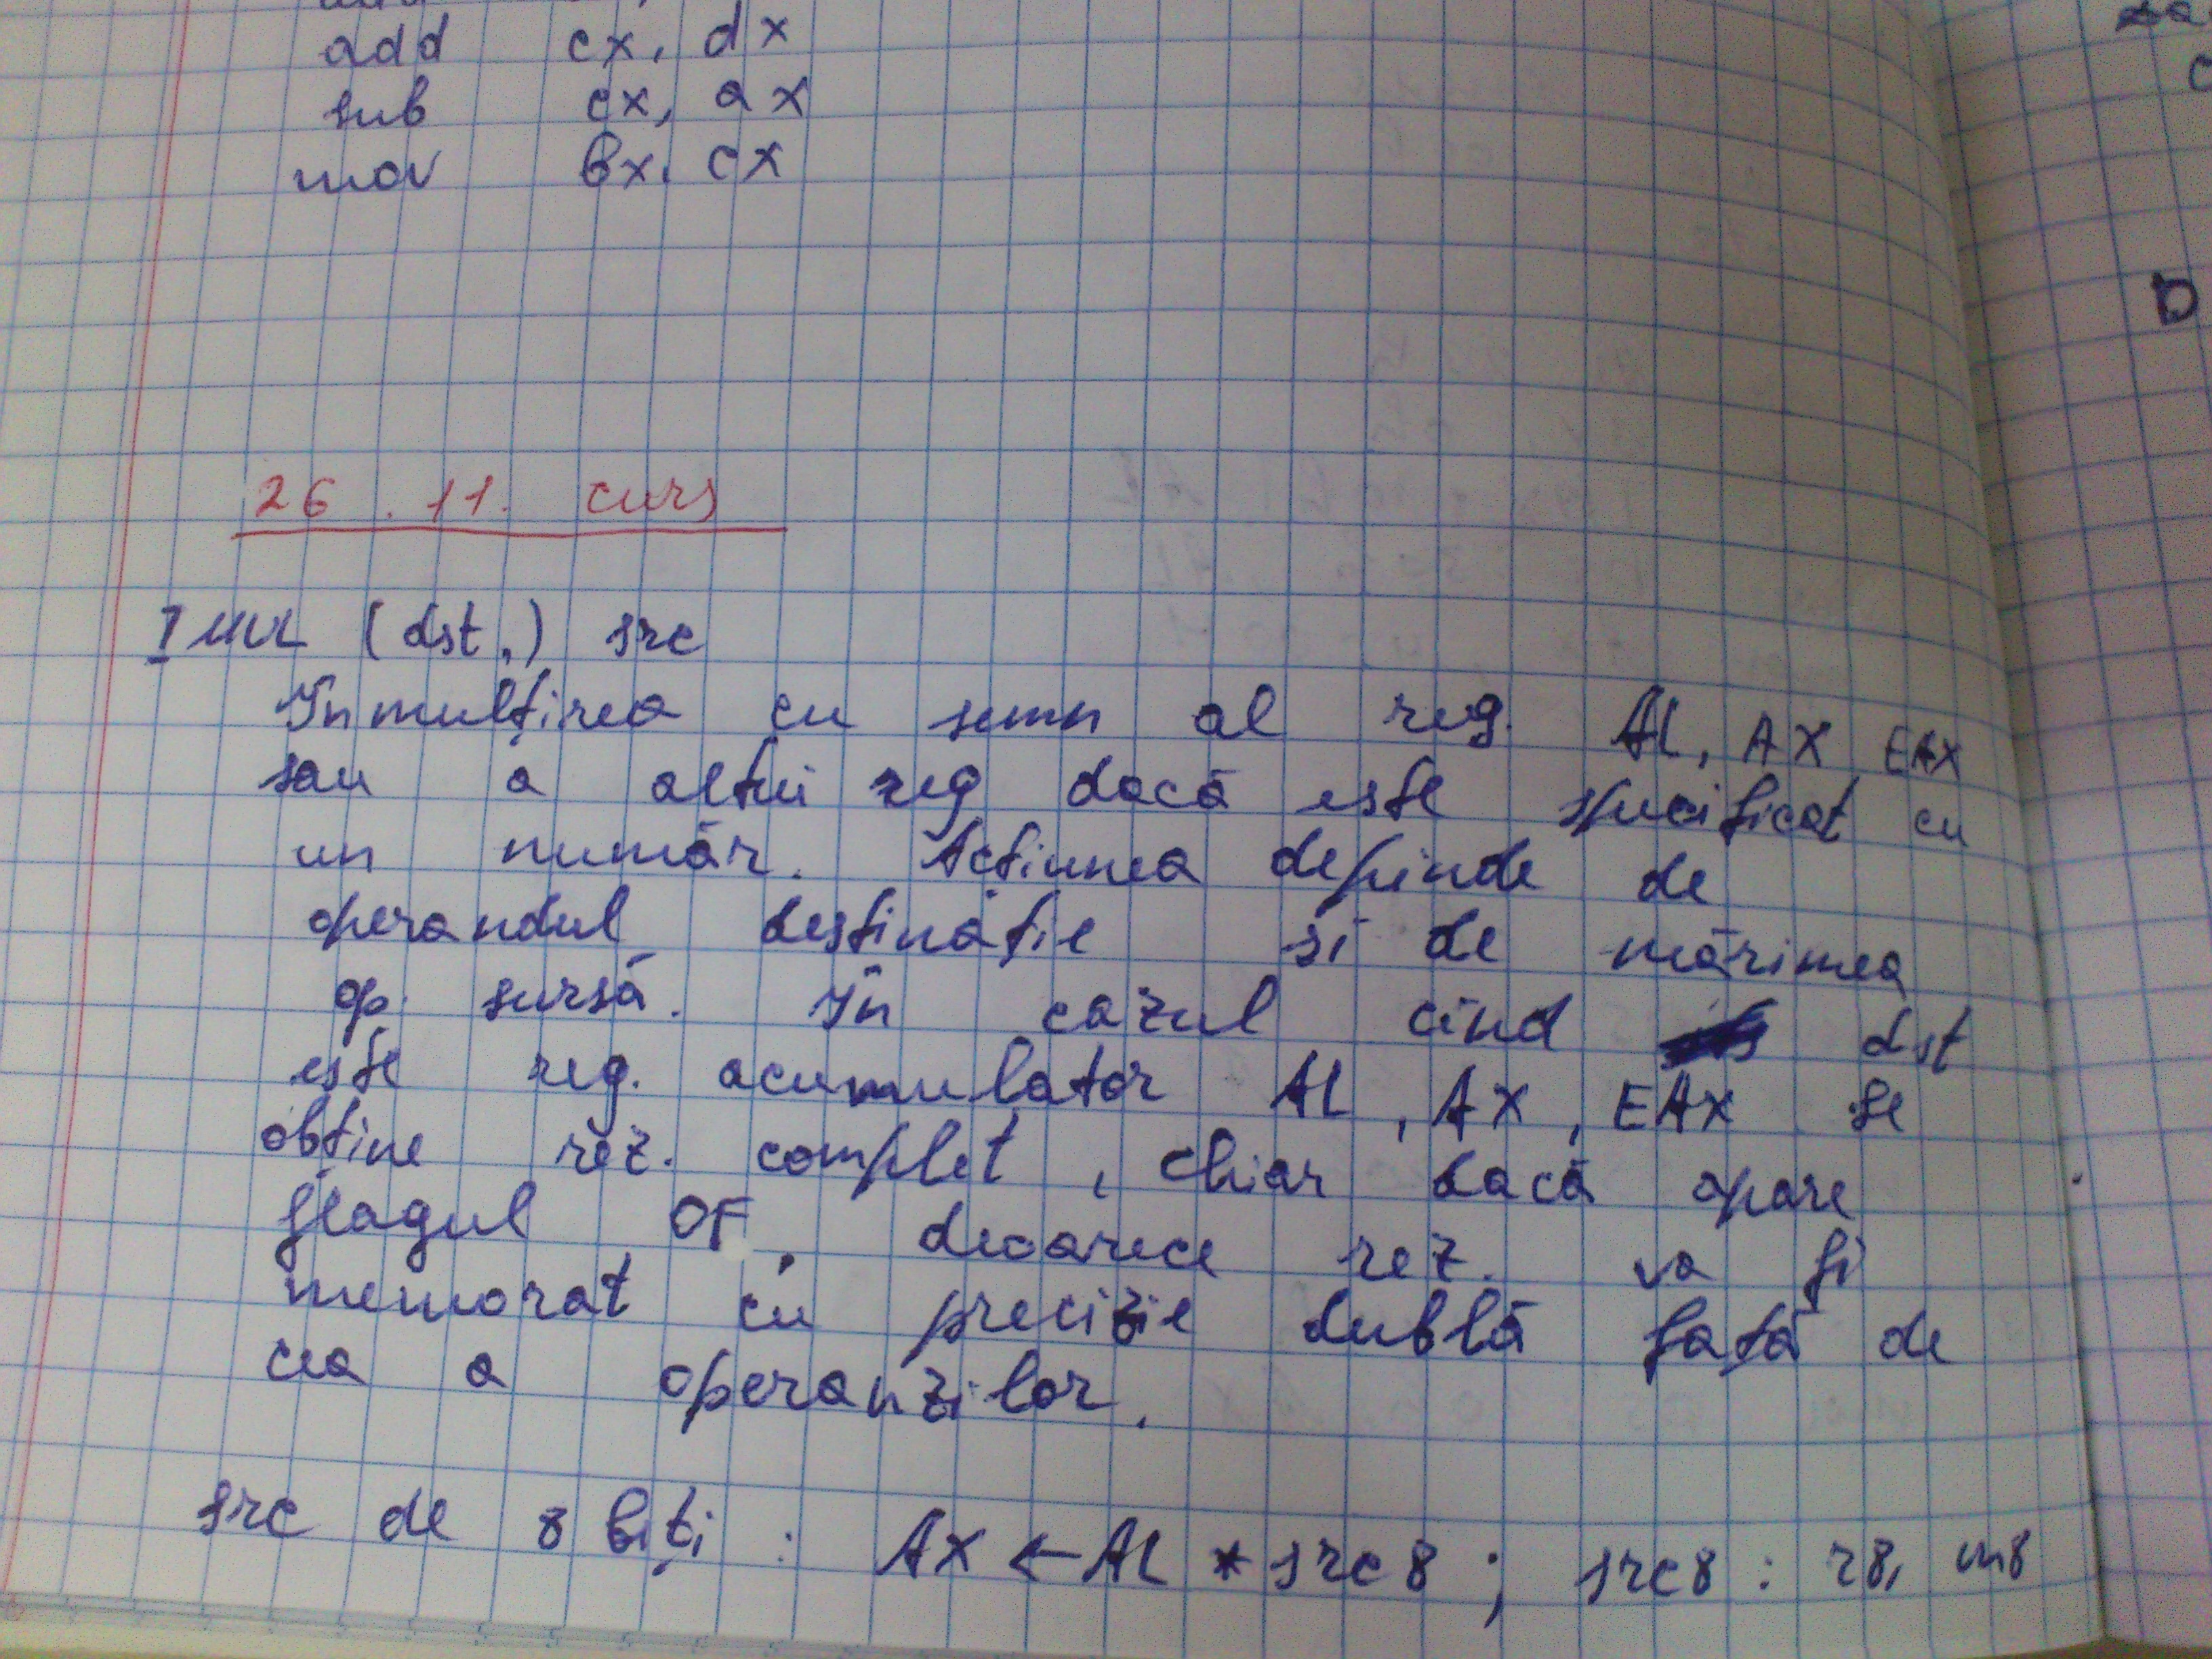 add cx, dx
sub cx, ax
mov bx, cx
26.11. curs
IMUL (dst,) src
Înmulțirea cu semn al reg. AL, AX EAX
sau a altui reg dacă este specificat cu
un număr. Acțiunea depinde de
operandul destinație si de mărimea
op. sursă. În cazul cind dst
este reg. acumulator AL, AX, EAX se
obține rez. complet, chiar dacă apare
flagul OF, deoarece rez. va fi
memorat cu precizie dublă față de
cea a operanzilor.
src de 8 biți : AX ← AL * src8 ; src8 : r8, m8